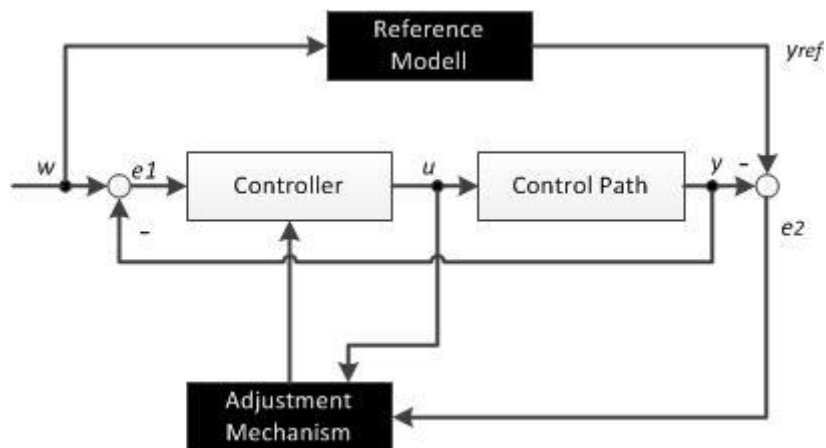 Reference
Modell
yref
w
e1
Controller
u
Control Path
y
-
-
e2
Adjustment
Mechanism